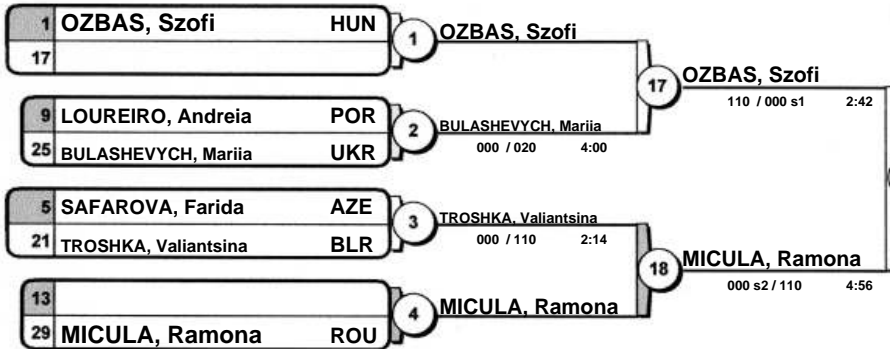 1 OZBAS, Szofi HUN
17
1
OZBAS, Szofi
9 LOUREIRO, Andreia POR
25 BULASHEVYCH, Mariia UKR
2
BULASHEVYCH, Mariia
000 / 020 4:00
17
OZBAS, Szofi
110 / 000 s1 2:42
5 SAFAROVA, Farida AZE
21 TROSHKA, Valiantsina BLR
3
TROSHKA, Valiantsina
000 / 110 2:14
13
29 MICULA, Ramona ROU
4
MICULA, Ramona
18
MICULA, Ramona
000 s2 / 110 4:56